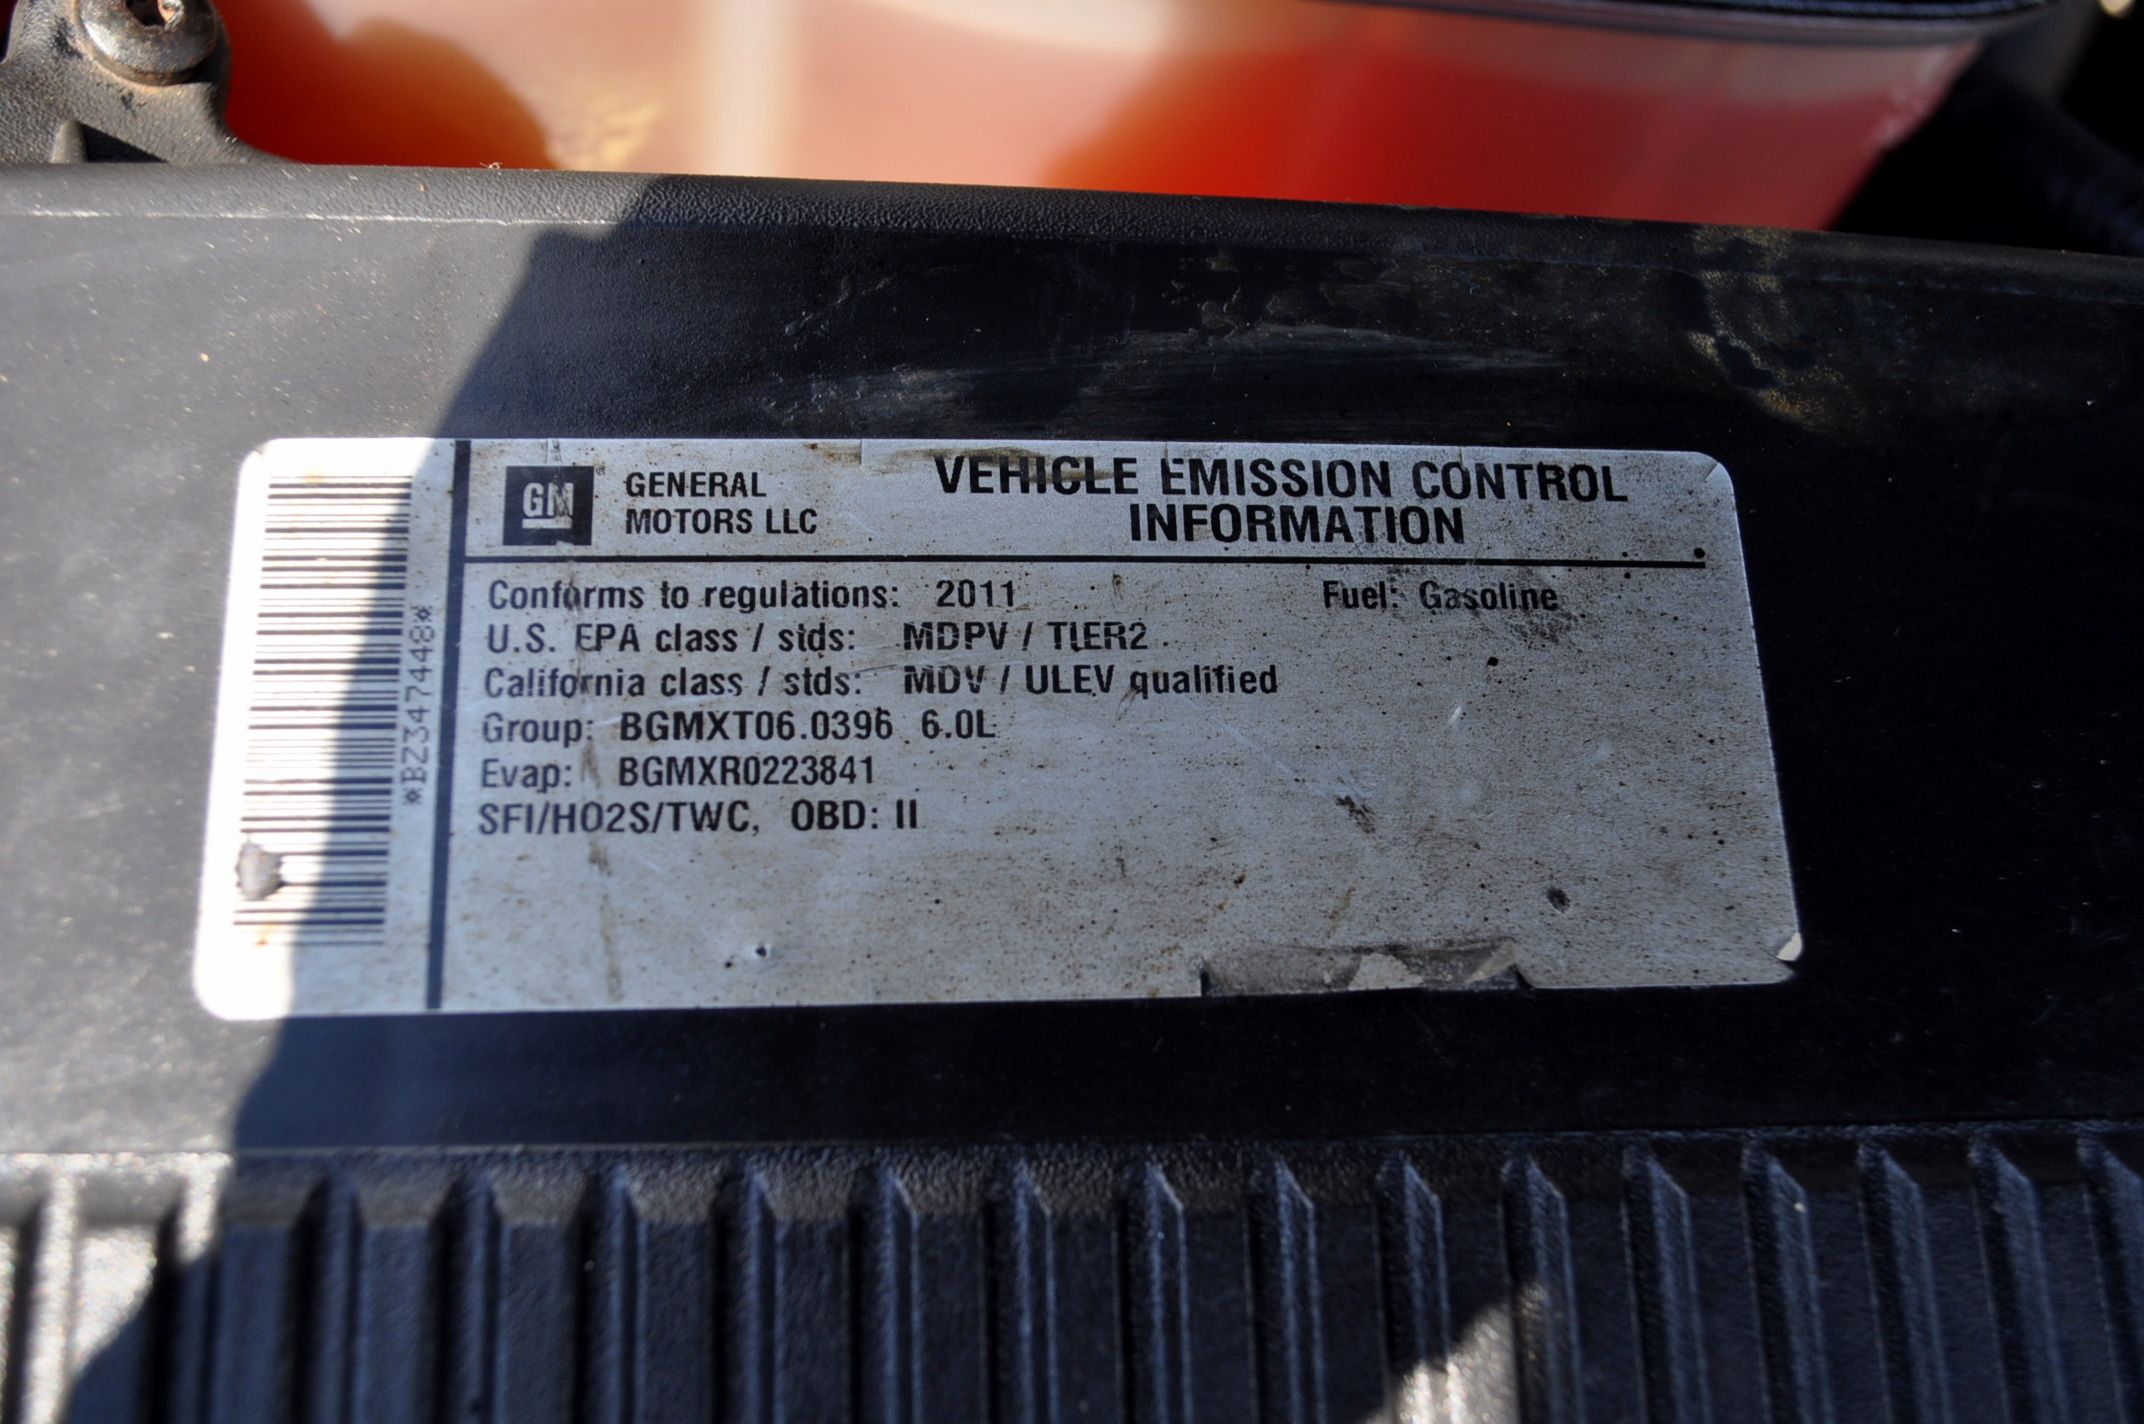 GM
GENERAL
MOTORS LLC
VEHICLE EMISSION CONTROL
INFORMATION
Conforms to regulations: 2011 Fuel: Gasoline
U.S. EPA class / stds: MDPV / TIER2
California class / stds: MDV / ULEV qualified
Group: BGMXT06.0396 6.0L
Evap: BGMXR0223841
SFI/HO2S/TWC, OBD: II
*BZ347448*